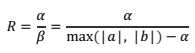 R = α/β = α/(max(|a|, |b|) − α)